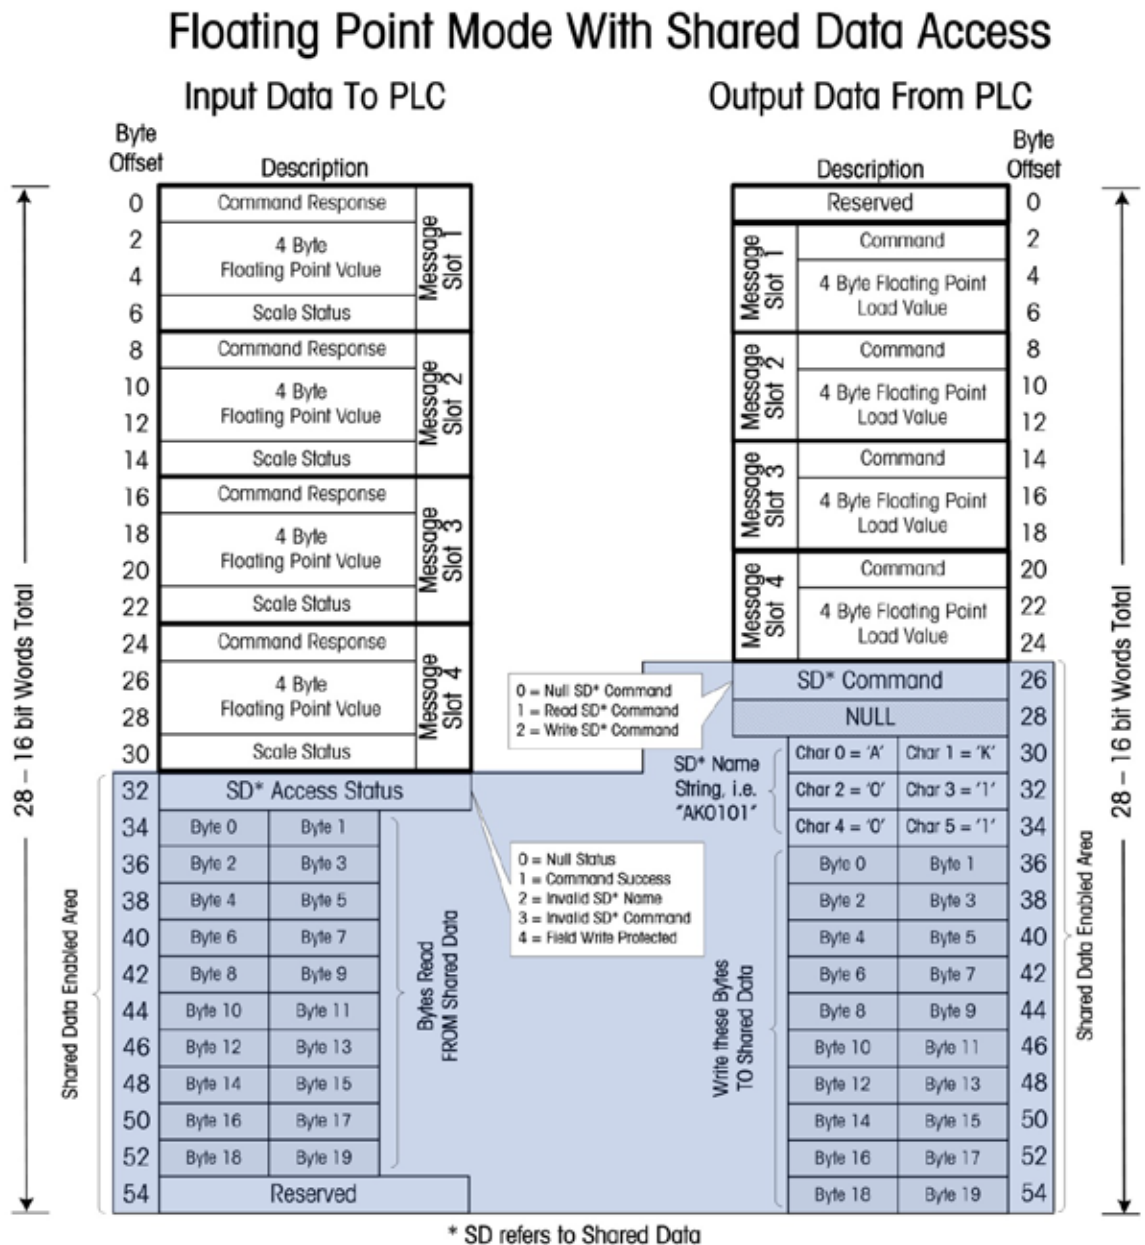 Floating Point Mode With Shared Data Access
Input Data To PLC
Byte
Offset
Description
0
Command Response
2
4 Byte
4
Floating Point Value
6
Scale Status
Message
Slot 1
8
Command Response
10
4 Byte
12
Floating Point Value
14
Scale Status
Message
Slot 2
16
Command Response
18
4 Byte
20
Floating Point Value
22
Scale Status
Message
Slot 3
24
Command Response
26
4 Byte
28
Floating Point Value
30
Scale Status
Message
Slot 4
32
SD* Access Status
34
Byte 0 Byte 1
36
Byte 2 Byte 3
38
Byte 4 Byte 5
40
Byte 6 Byte 7
42
Byte 8 Byte 9
44
Byte 10 Byte 11
46
Byte 12 Byte 13
48
Byte 14 Byte 15
50
Byte 16 Byte 17
52
Byte 18 Byte 19
54
Reserved
28 – 16 bit Words Total
Shared Data Enabled Area
Bytes Read
FROM Shared Data
0 = Null Status
1 = Command Success
2 = Invalid SD* Name
3 = Invalid SD* Command
4 = Field Write Protected
Output Data From PLC
Description
Byte
Offset
Reserved
0
Message
Slot 1
Command
2
4 Byte Floating Point
4
Load Value
6
Message
Slot 2
Command
8
4 Byte Floating Point
10
Load Value
12
Message
Slot 3
Command
14
4 Byte Floating Point
16
Load Value
18
Message
Slot 4
Command
20
4 Byte Floating Point
22
Load Value
24
0 = Null SD* Command
1 = Read SD* Command
2 = Write SD* Command
SD* Command
26
NULL
28
SD* Name
String, i.e.
"AK0101"
Char 0 = 'A' Char 1 = 'K'
30
Char 2 = '0' Char 3 = '1'
32
Char 4 = '0' Char 5 = '1'
34
Byte 0 Byte 1
36
Byte 2 Byte 3
38
Byte 4 Byte 5
40
Byte 6 Byte 7
42
Byte 8 Byte 9
44
Byte 10 Byte 11
46
Byte 12 Byte 13
48
Byte 14 Byte 15
50
Byte 16 Byte 17
52
Byte 18 Byte 19
54
Write these Bytes
TO Shared Data
Shared Data Enabled Area
28 – 16 bit Words Total
* SD refers to Shared Data